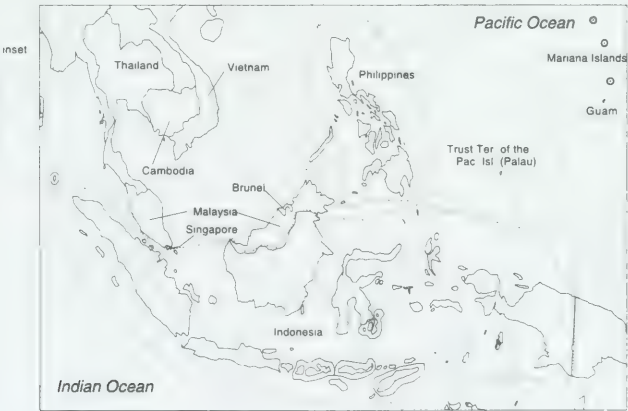 Pacific Ocean
inset
Thailand
Vietnam
Mariana Islands
Philippines
Guam
Trust Ter of the
Pac Isl (Palau)
Cambodia
Brunei
Malaysia
Singapore
Indonesia
Indian Ocean